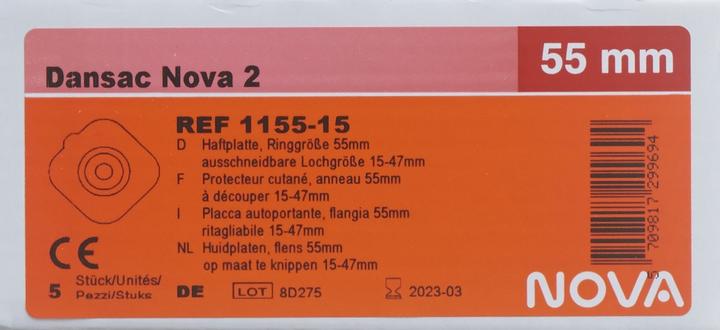 Dansac Nova 2
55 mm
REF 1155-15
D Haftplatte, Ringgröße 55mm
ausschneidbare Lochgröße 15-47mm
F Protecteur cutané, anneau 55mm
à découper 15-47mm
I Placca autoportante, flangia 55mm
ritagliabile 15-47mm
NL Huidplaten, flens 55mm
op maat te knippen 15-47mm
CE
5 Stück/Unités/
Pezzi/Stuks
DE LOT 8D275 2023-03
5 709817 299694
NOVA